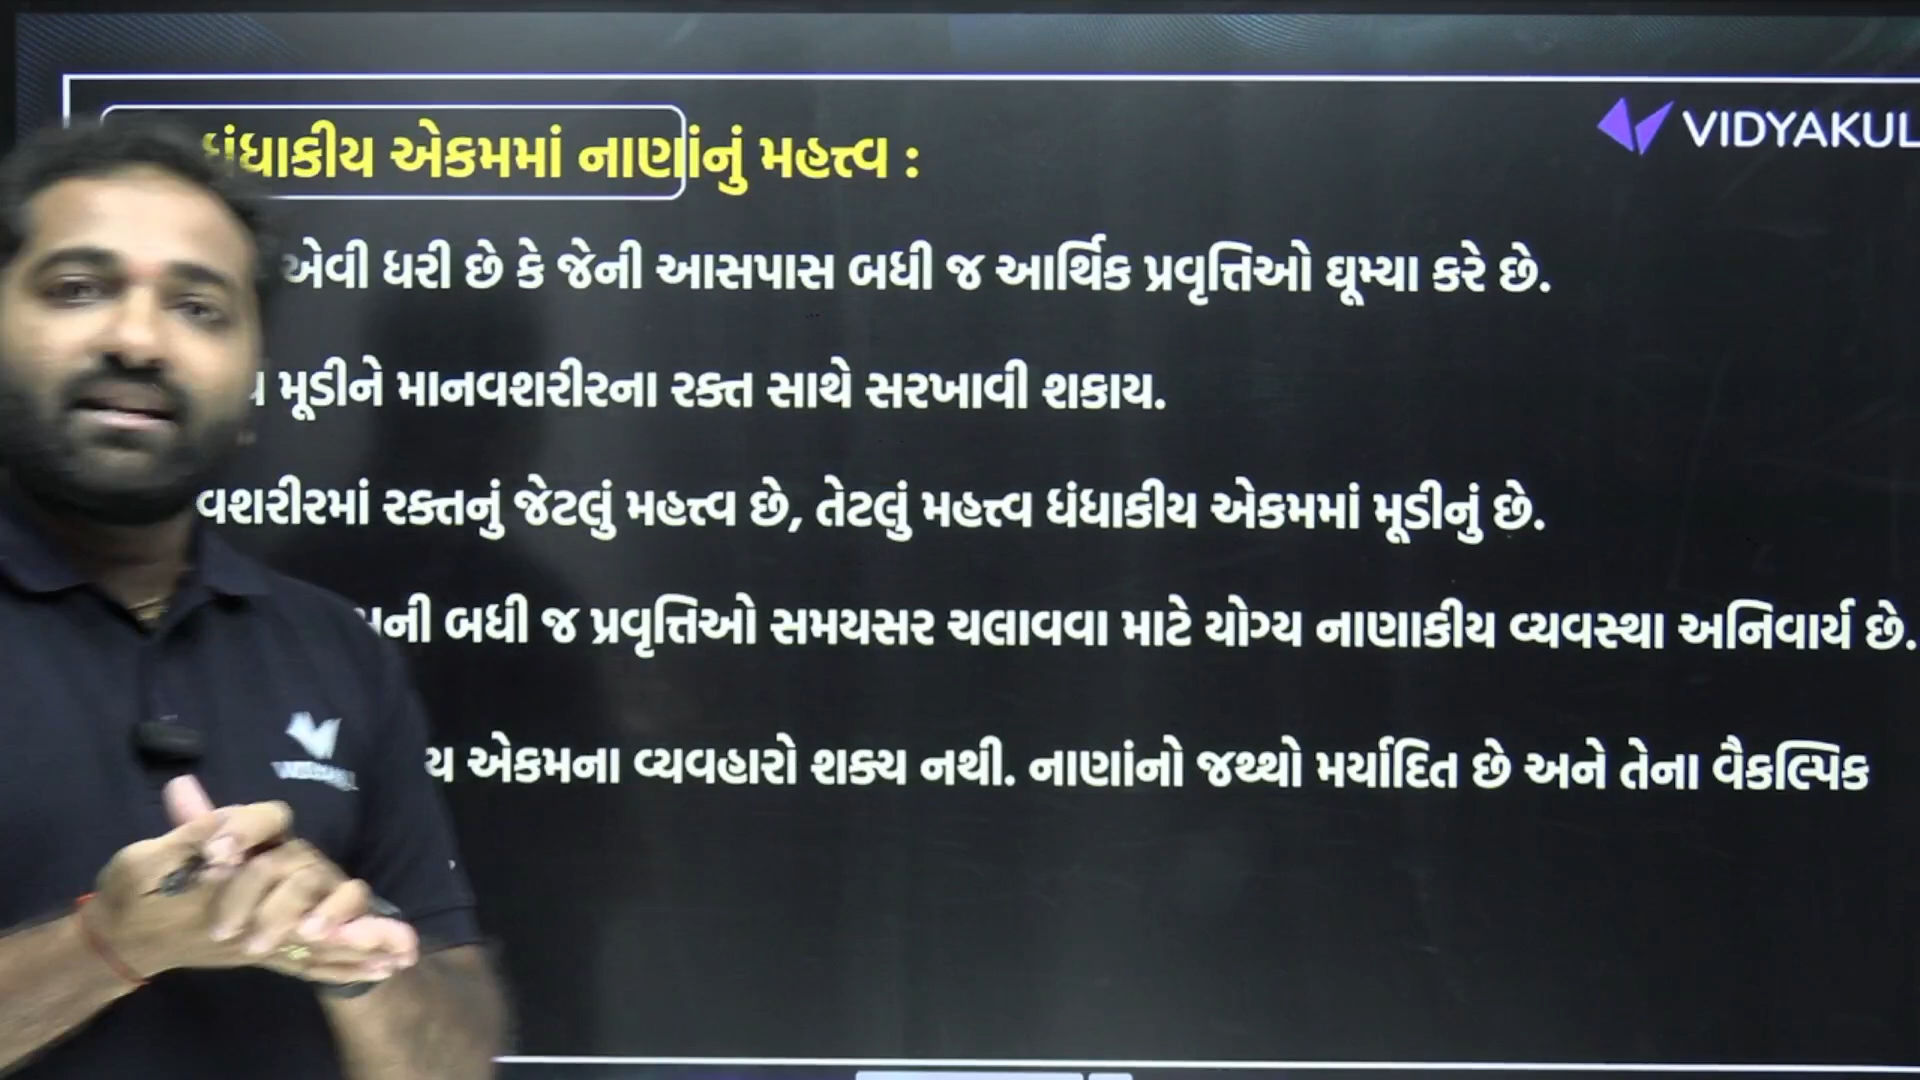 ધંધાકીય એકમમાં નાણાંનું મહત્ત્વ :
VIDYAKUL
એવી ધરી છે કે જેની આસપાસ બધી જ આર્થિક પ્રવૃત્તિઓ ઘૂમ્યા કરે છે.
મૂડીને માનવશરીરના રક્ત સાથે સરખાવી શકાય.
વશરીરમાં રક્તનું જેટલું મહત્ત્વ છે, તેટલું મહત્ત્વ ધંધાકીય એકમમાં મૂડીનું છે.
બધી જ પ્રવૃત્તિઓ સમયસર ચલાવવા માટે યોગ્ય નાણાકીય વ્યવસ્થા અનિવાર્ય છે.
એકમના વ્યવહારો શક્ય નથી. નાણાંનો જથ્થો મર્યાદિત છે અને તેના વૈકલ્પિક